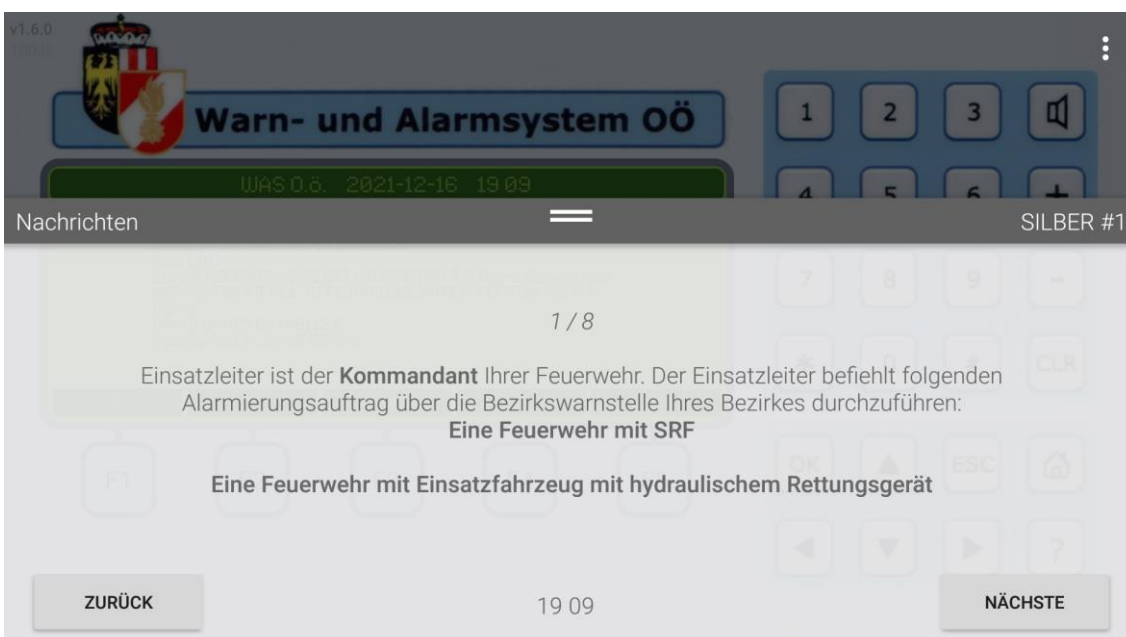 v1.6.0
Warn- und Alarmsystem OÖ
1 2 3
WAS O.ö. 2021-12-16 19 09
4 5 6 +
Nachrichten
SILBER #1
7 8 9 -
1 / 8
CLR
Einsatzleiter ist der Kommandant Ihrer Feuerwehr. Der Einsatzleiter befiehlt folgenden
Alarmierungsauftrag über die Bezirkswarnstelle Ihres Bezirkes durchzuführen:
Eine Feuerwehr mit SRF
F1
OK ESC
Eine Feuerwehr mit Einsatzfahrzeug mit hydraulischem Rettungsgerät
?
ZURÜCK
19 09
NÄCHSTE